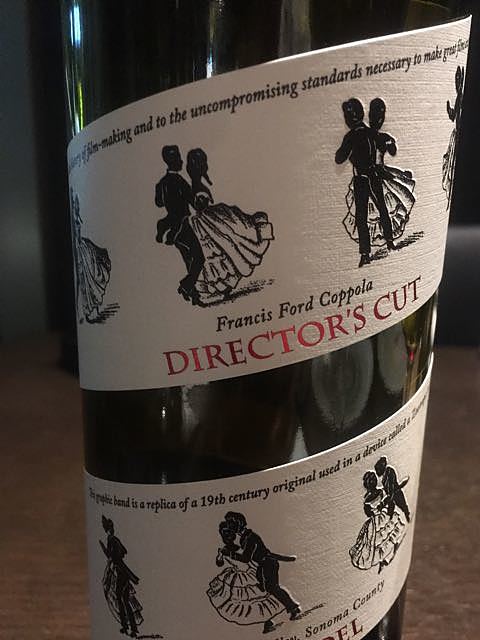 of film-making and to the uncompromising standards necessary to make great
Francis Ford Coppola
DIRECTOR'S CUT
This graphic band is a replica of a 19th century original used in a device called a
Sonoma County